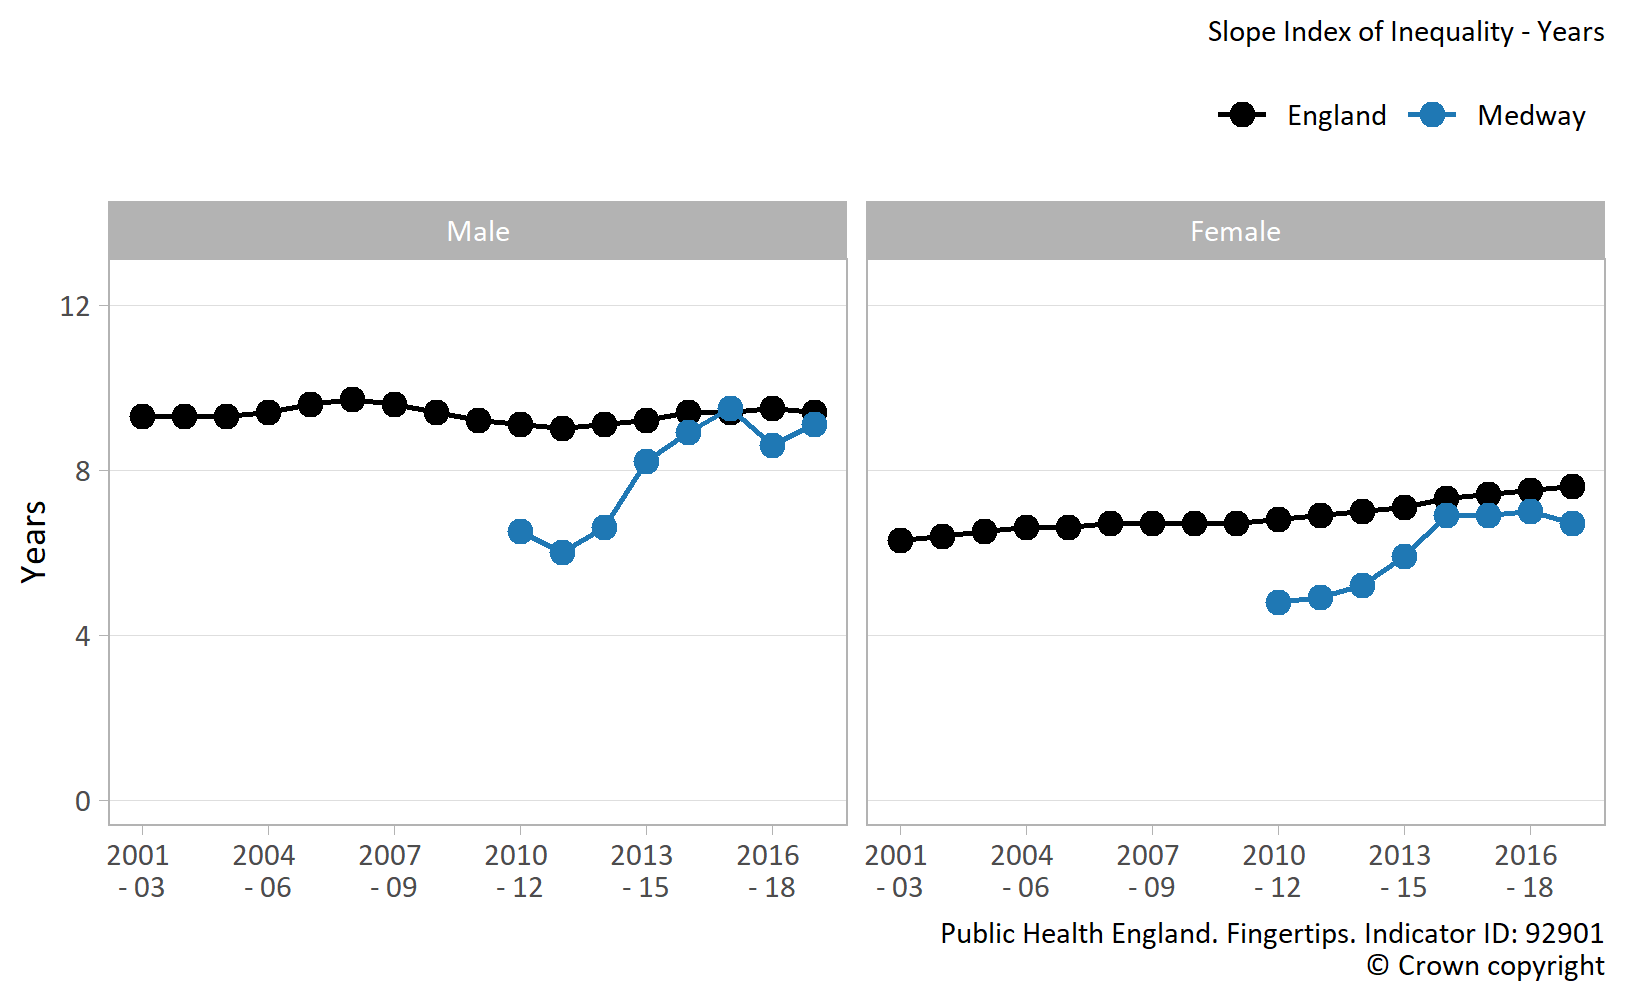 Slope Index of Inequality - Years
England Medway
Male Female
12
8
4
0
Years
2001 2004 2007 2010 2013 2016 2001 2004 2007 2010 2013 2016
- 03 - 06 - 09 - 12 - 15 - 18 - 03 - 06 - 09 - 12 - 15 - 18
Public Health England. Fingertips. Indicator ID: 92901
© Crown copyright